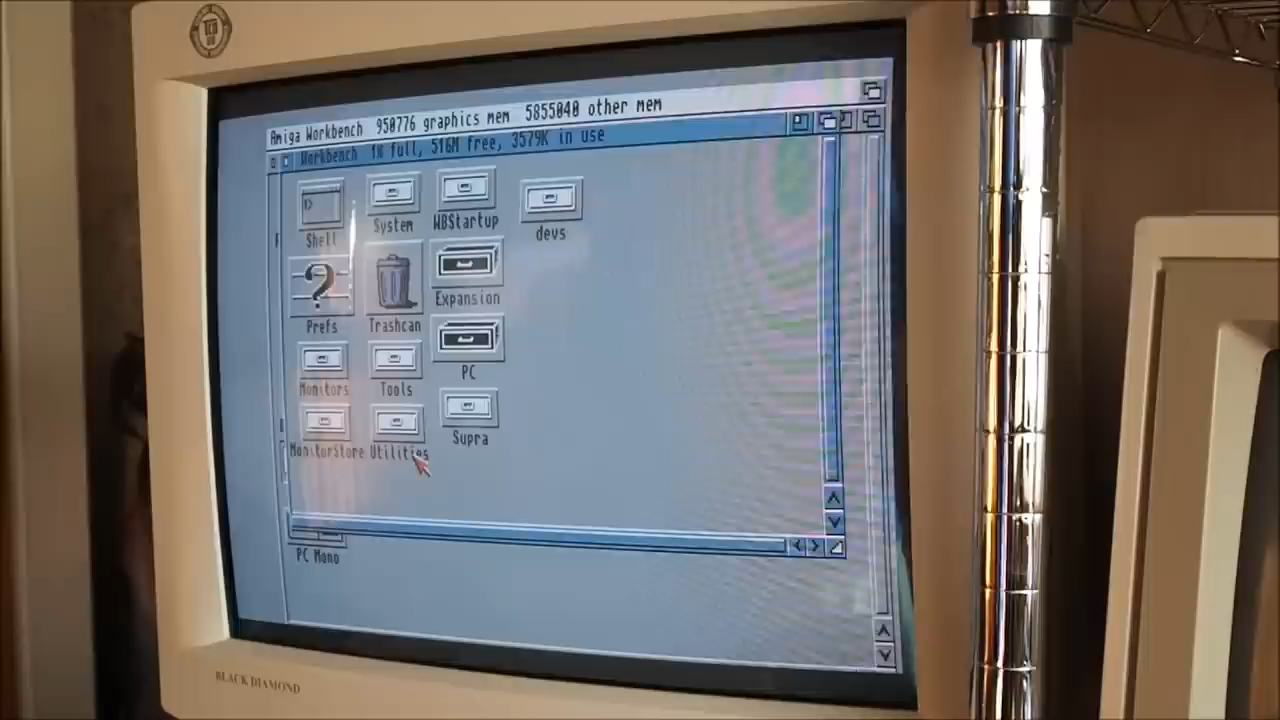 Amiga Workbench 950776 graphics mem 5855040 other mem
Workbench 1% full, 516M free, 3579K in use
Shell System WBStartup devs
Prefs Trashcan Expansion
Monitors Tools PC
MonitorStore Utilities Supra
PC Mono
BLACK DIAMOND